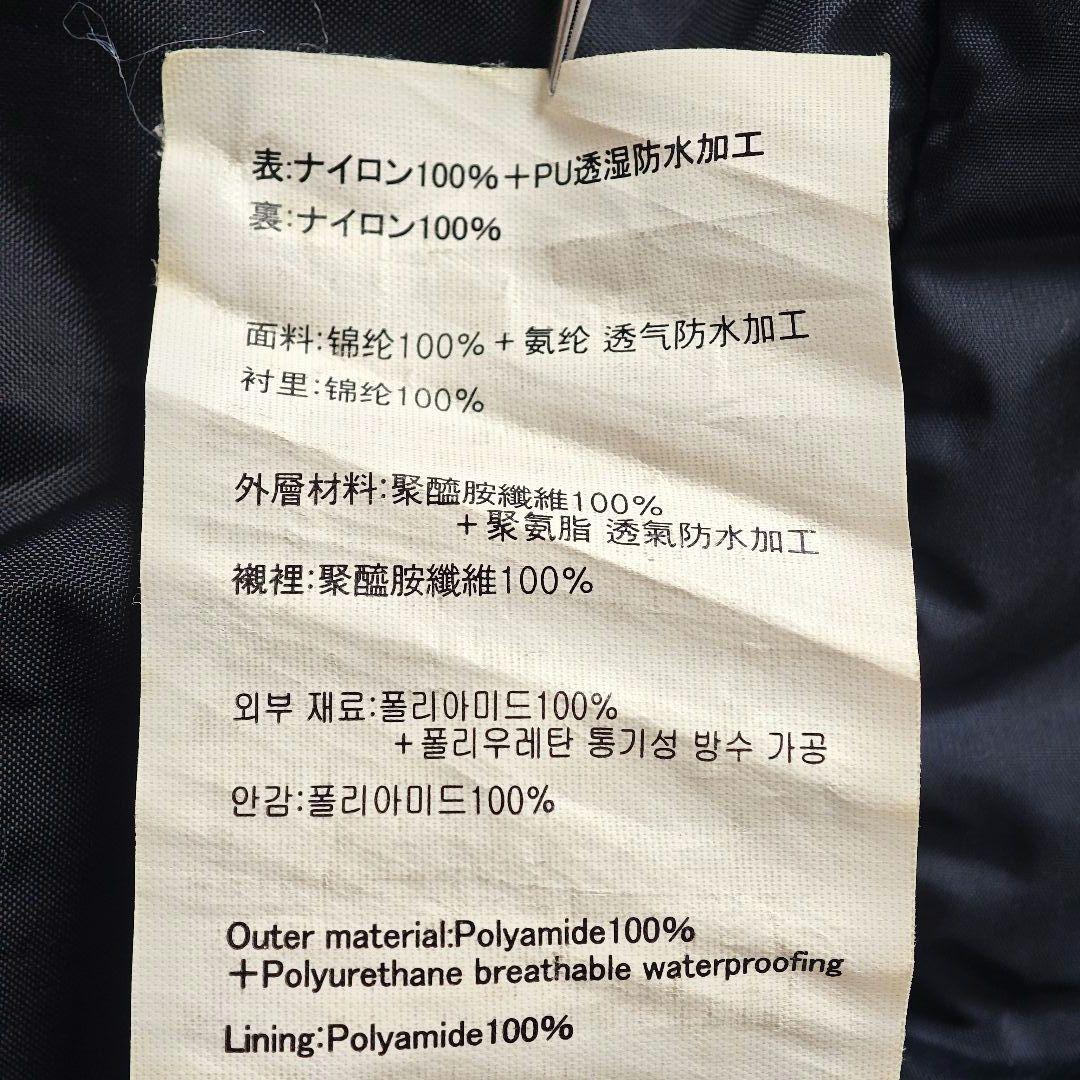 表:ナイロン100%+PU透湿防水加工
裏:ナイロン100%
面料:锦纶100%+氨纶 透气防水加工
衬里:锦纶100%
外層材料:聚醯胺纖維100%
+聚氨脂 透氣防水加工
襯裡:聚醯胺纖維100%
외부 재료:폴리아미드100%
+폴리우레탄 통기성 방수 가공
안감:폴리아미드100%
Outer material:Polyamide100%
+Polyurethane breathable waterproofing
Lining:Polyamide100%